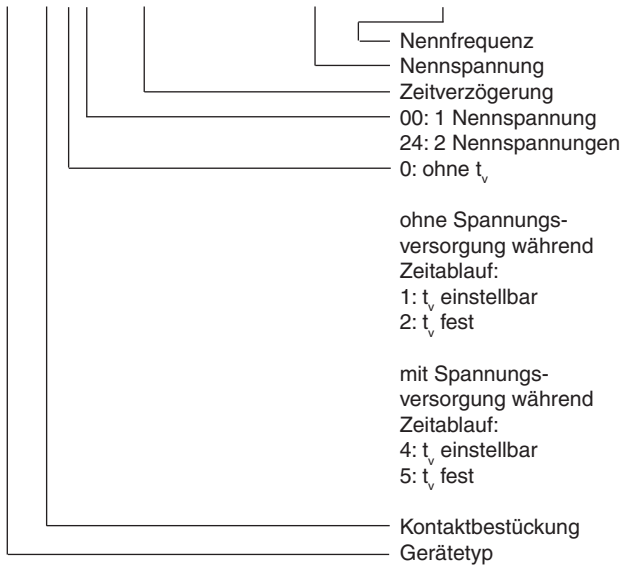 Nennfrequenz
Nennspannung
Zeitverzögerung
00: 1 Nennspannung
24: 2 Nennspannungen
0: ohne tv
ohne Spannungs-
versorgung während
Zeitablauf:
1: tv einstellbar
2: tv fest
mit Spannungs-
versorgung während
Zeitablauf:
4: tv einstellbar
5: tv fest
Kontaktbestückung
Gerätetyp